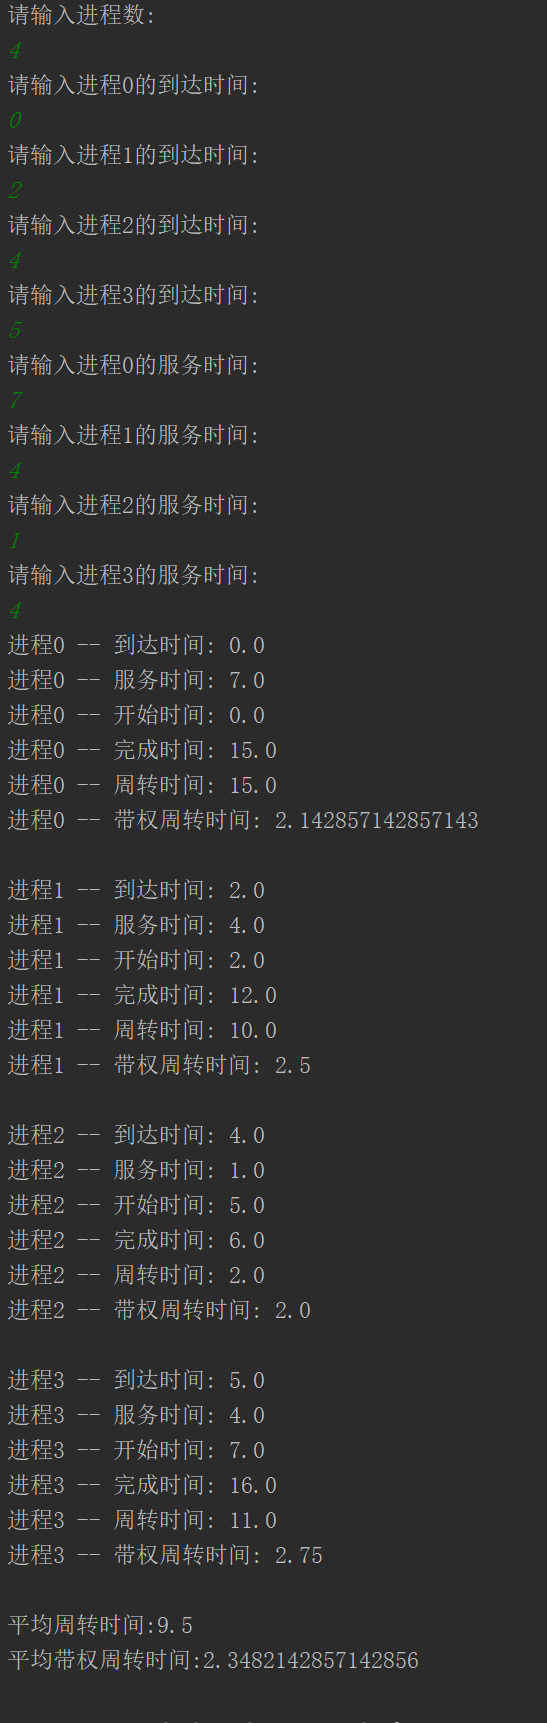 请输入进程数:
4
请输入进程0的到达时间:
0
请输入进程1的到达时间:
2
请输入进程2的到达时间:
4
请输入进程3的到达时间:
5
请输入进程0的服务时间:
7
请输入进程1的服务时间:
4
请输入进程2的服务时间:
1
请输入进程3的服务时间:
4
进程0 -- 到达时间: 0.0
进程0 -- 服务时间: 7.0
进程0 -- 开始时间: 0.0
进程0 -- 完成时间: 15.0
进程0 -- 周转时间: 15.0
进程0 -- 带权周转时间: 2.142857142857143
进程1 -- 到达时间: 2.0
进程1 -- 服务时间: 4.0
进程1 -- 开始时间: 2.0
进程1 -- 完成时间: 12.0
进程1 -- 周转时间: 10.0
进程1 -- 带权周转时间: 2.5
进程2 -- 到达时间: 4.0
进程2 -- 服务时间: 1.0
进程2 -- 开始时间: 5.0
进程2 -- 完成时间: 6.0
进程2 -- 周转时间: 2.0
进程2 -- 带权周转时间: 2.0
进程3 -- 到达时间: 5.0
进程3 -- 服务时间: 4.0
进程3 -- 开始时间: 7.0
进程3 -- 完成时间: 16.0
进程3 -- 周转时间: 11.0
进程3 -- 带权周转时间: 2.75
平均周转时间:9.5
平均带权周转时间:2.3482142857142856